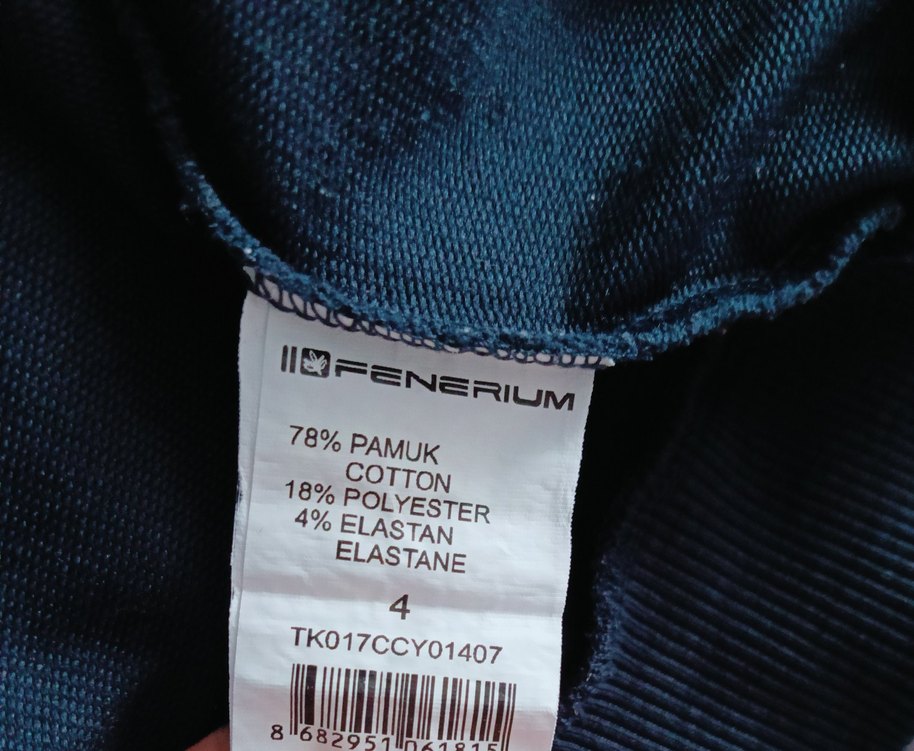 FENERIUM
78% PAMUK
COTTON
18% POLYESTER
4% ELASTAN
ELASTANE
4
TK017CCY01407
8 682951 061815